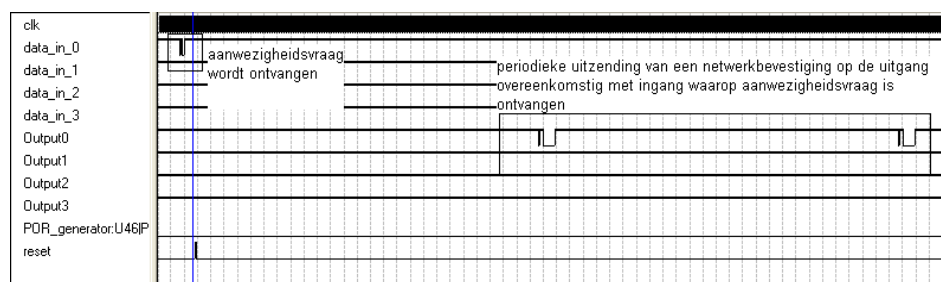 clk
data_in_0
data_in_1
data_in_2
data_in_3
Output0
Output1
Output2
Output3
POR_generator:U46|P
reset
aanwezigheidsvraag
wordt ontvangen
periodieke uitzending van een netwerkbevestiging op de uitgang
overeenkomstig met ingang waarop aanwezigheidsvraag is
ontvangen